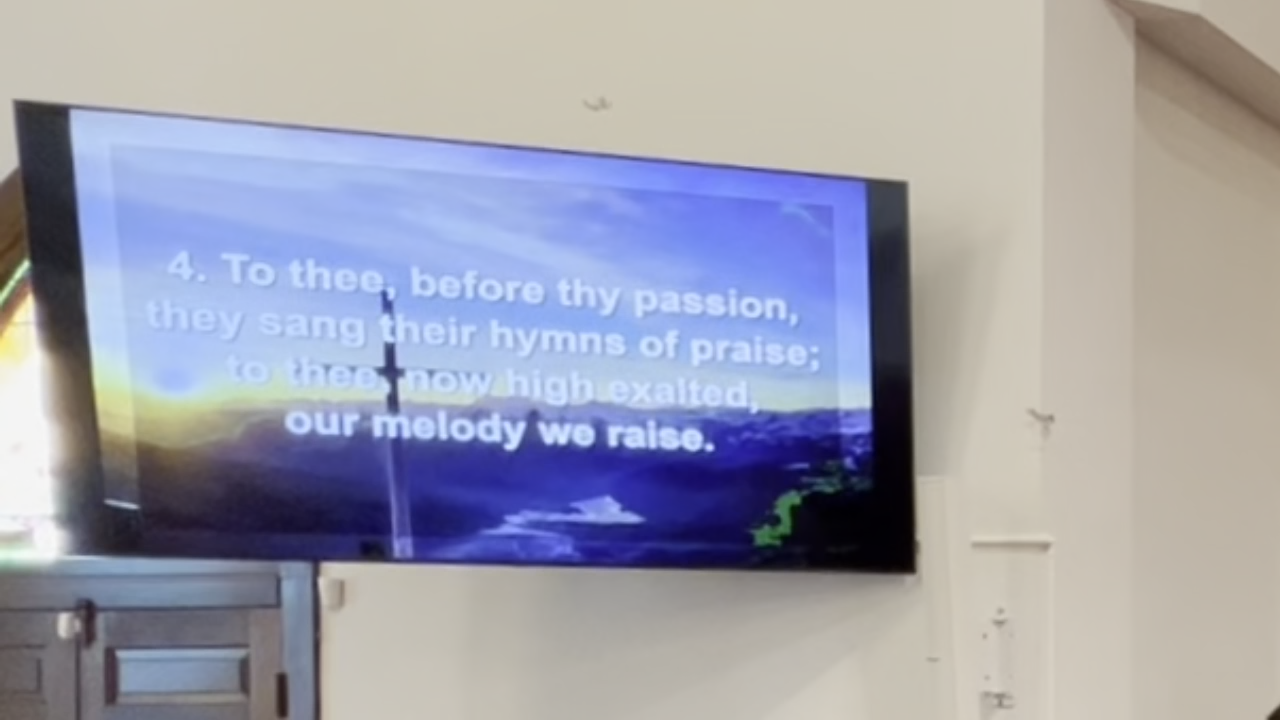 4. To thee, before thy passion,
they sang their hymns of praise;
to thee, now high exalted,
our melody we raise.